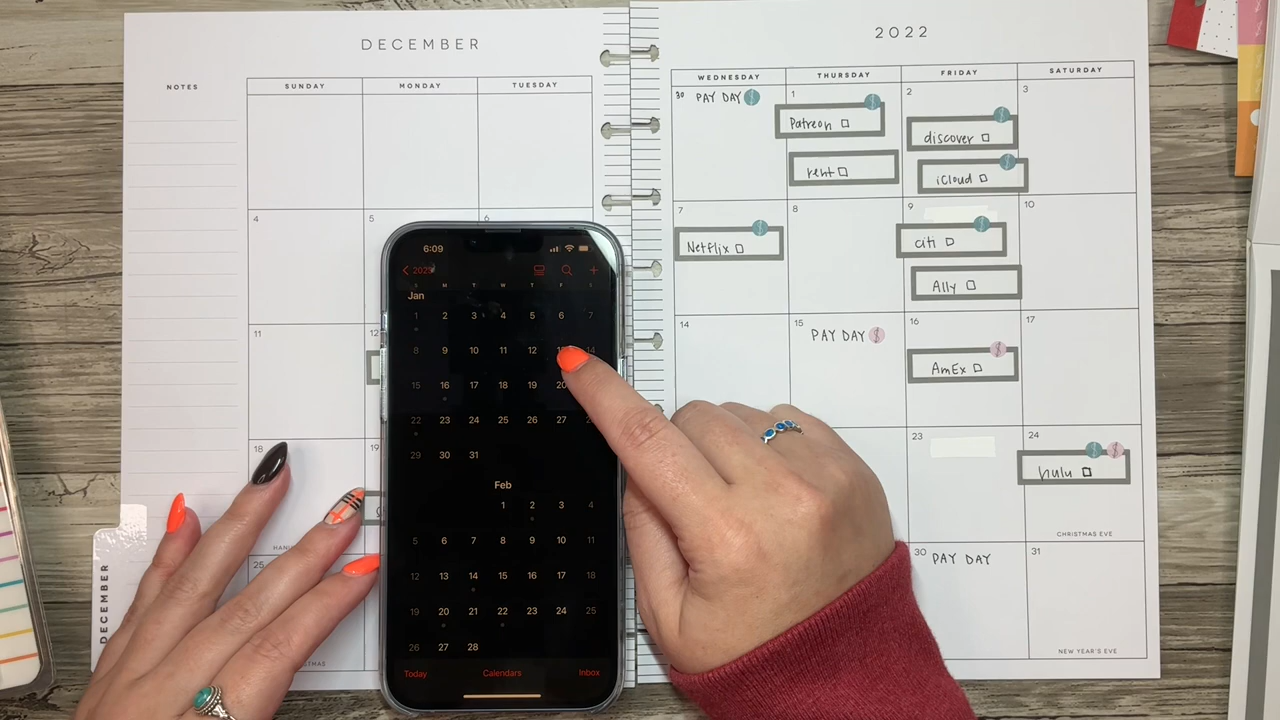 DECEMBER
2022
NOTES
SUNDAY MONDAY TUESDAY
WEDNESDAY THURSDAY FRIDAY SATURDAY
30 PAY DAY
1
Patreon
rent
2
discover
iCloud
3
4
5
6
7
Netflix
8
9
citi
Ally
10
11
12
14
15
PAY DAY
16
AmEx
17
18
19
23
24
hulu
CHRISTMAS EVE
25
30 PAY DAY
31
NEW YEAR'S EVE
DECEMBER
6:09
Jan
1 2 3 4 5 6 7
8 9 10 11 12 14
15 16 17 18 19 20
22 23 24 25 26 27
29 30 31
Feb
1 2 3 4
5 6 7 8 9 10 11
12 13 14 15 16 17 18
19 20 21 22 23 24 25
26 27 28
Today Calendars Inbox